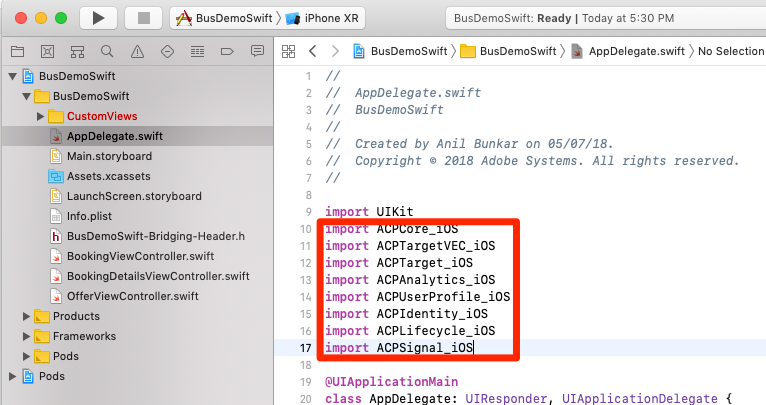 BusDemoSwift iPhone XR
BusDemoSwift: Ready | Today at 5:30 PM
BusDemoSwift BusDemoSwift AppDelegate.swift No Selection
BusDemoSwift
BusDemoSwift
CustomViews
AppDelegate.swift
Main.storyboard
Assets.xcassets
LaunchScreen.storyboard
Info.plist
BusDemoSwift-Bridging-Header.h
BookingViewController.swift
BookingDetailsViewController.swift
OfferViewController.swift
Products
Frameworks
Pods
Pods
1 //
2 // AppDelegate.swift
3 // BusDemoSwift
4 //
5 // Created by Anil Bunkar on 05/07/18.
6 // Copyright © 2018 Adobe Systems. All rights reserved.
7 //
8
9 import UIKit
10 import ACPCore_iOS
11 import ACPTargetVEC_iOS
12 import ACPTarget_iOS
13 import ACPAnalytics_iOS
14 import ACPUserProfile_iOS
15 import ACPIdentity_iOS
16 import ACPLifecycle_iOS
17 import ACPSignal_iOS
18
19 @UIApplicationMain
20 class AppDelegate: UIResponder, UIApplicationDelegate {